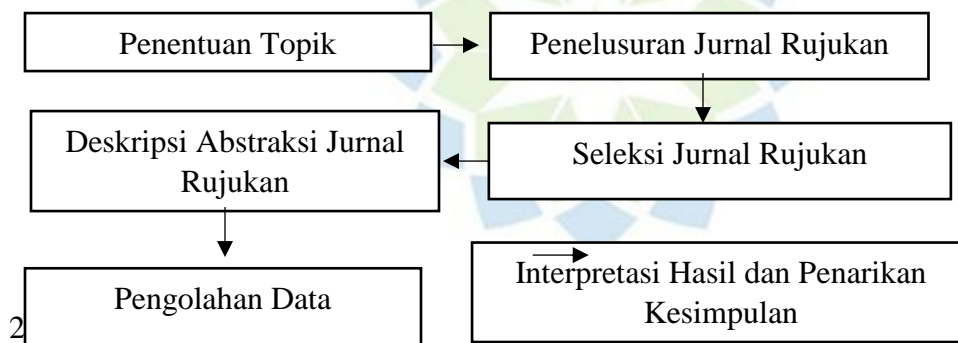 Penentuan Topik
Penelusuran Jurnal Rujukan
Seleksi Jurnal Rujukan
Deskripsi Abstraksi Jurnal
Rujukan
Pengolahan Data
Interpretasi Hasil dan Penarikan
Kesimpulan
2